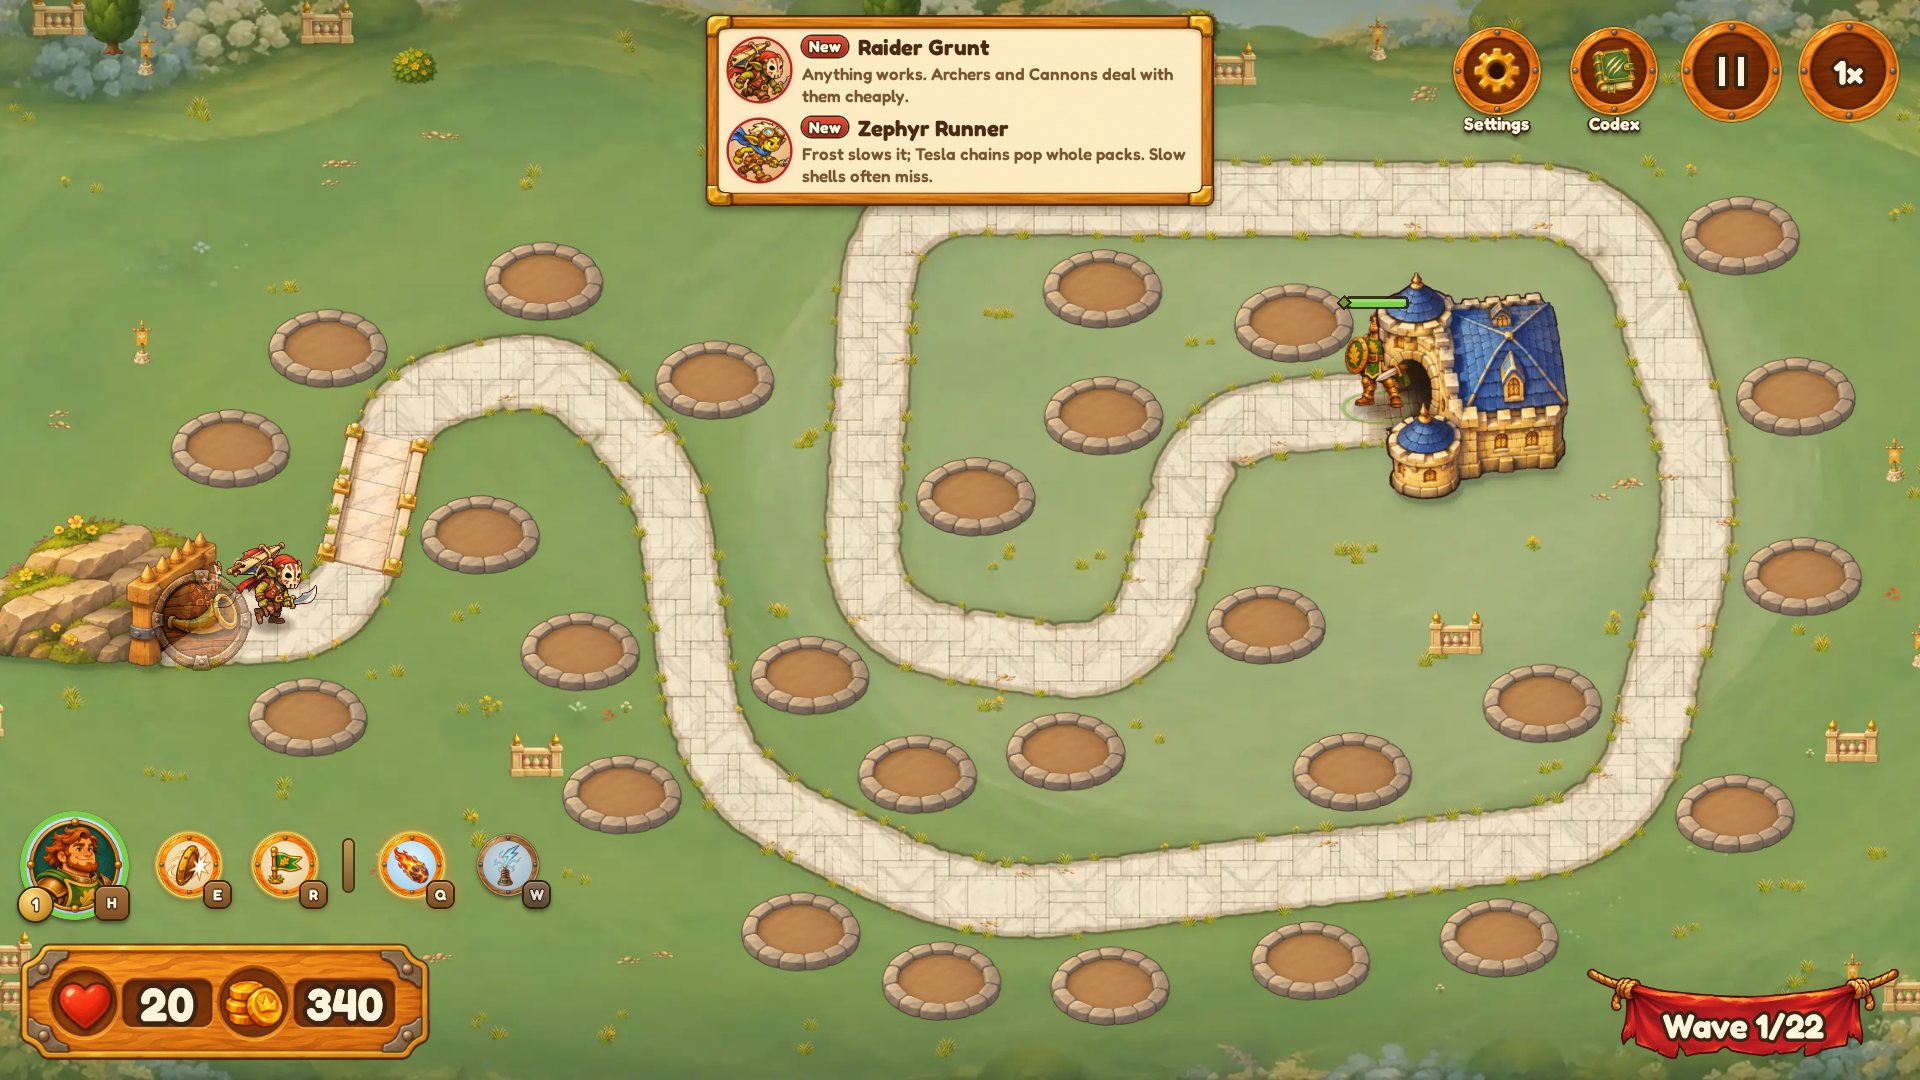 New Raider Grunt
Anything works. Archers and Cannons deal with
them cheaply.
New Zephyr Runner
Frost slows it; Tesla chains pop whole packs. Slow
shells often miss.
Settings
Codex
1x
1
H
E
R
Q
W
20
340
Wave 1/22